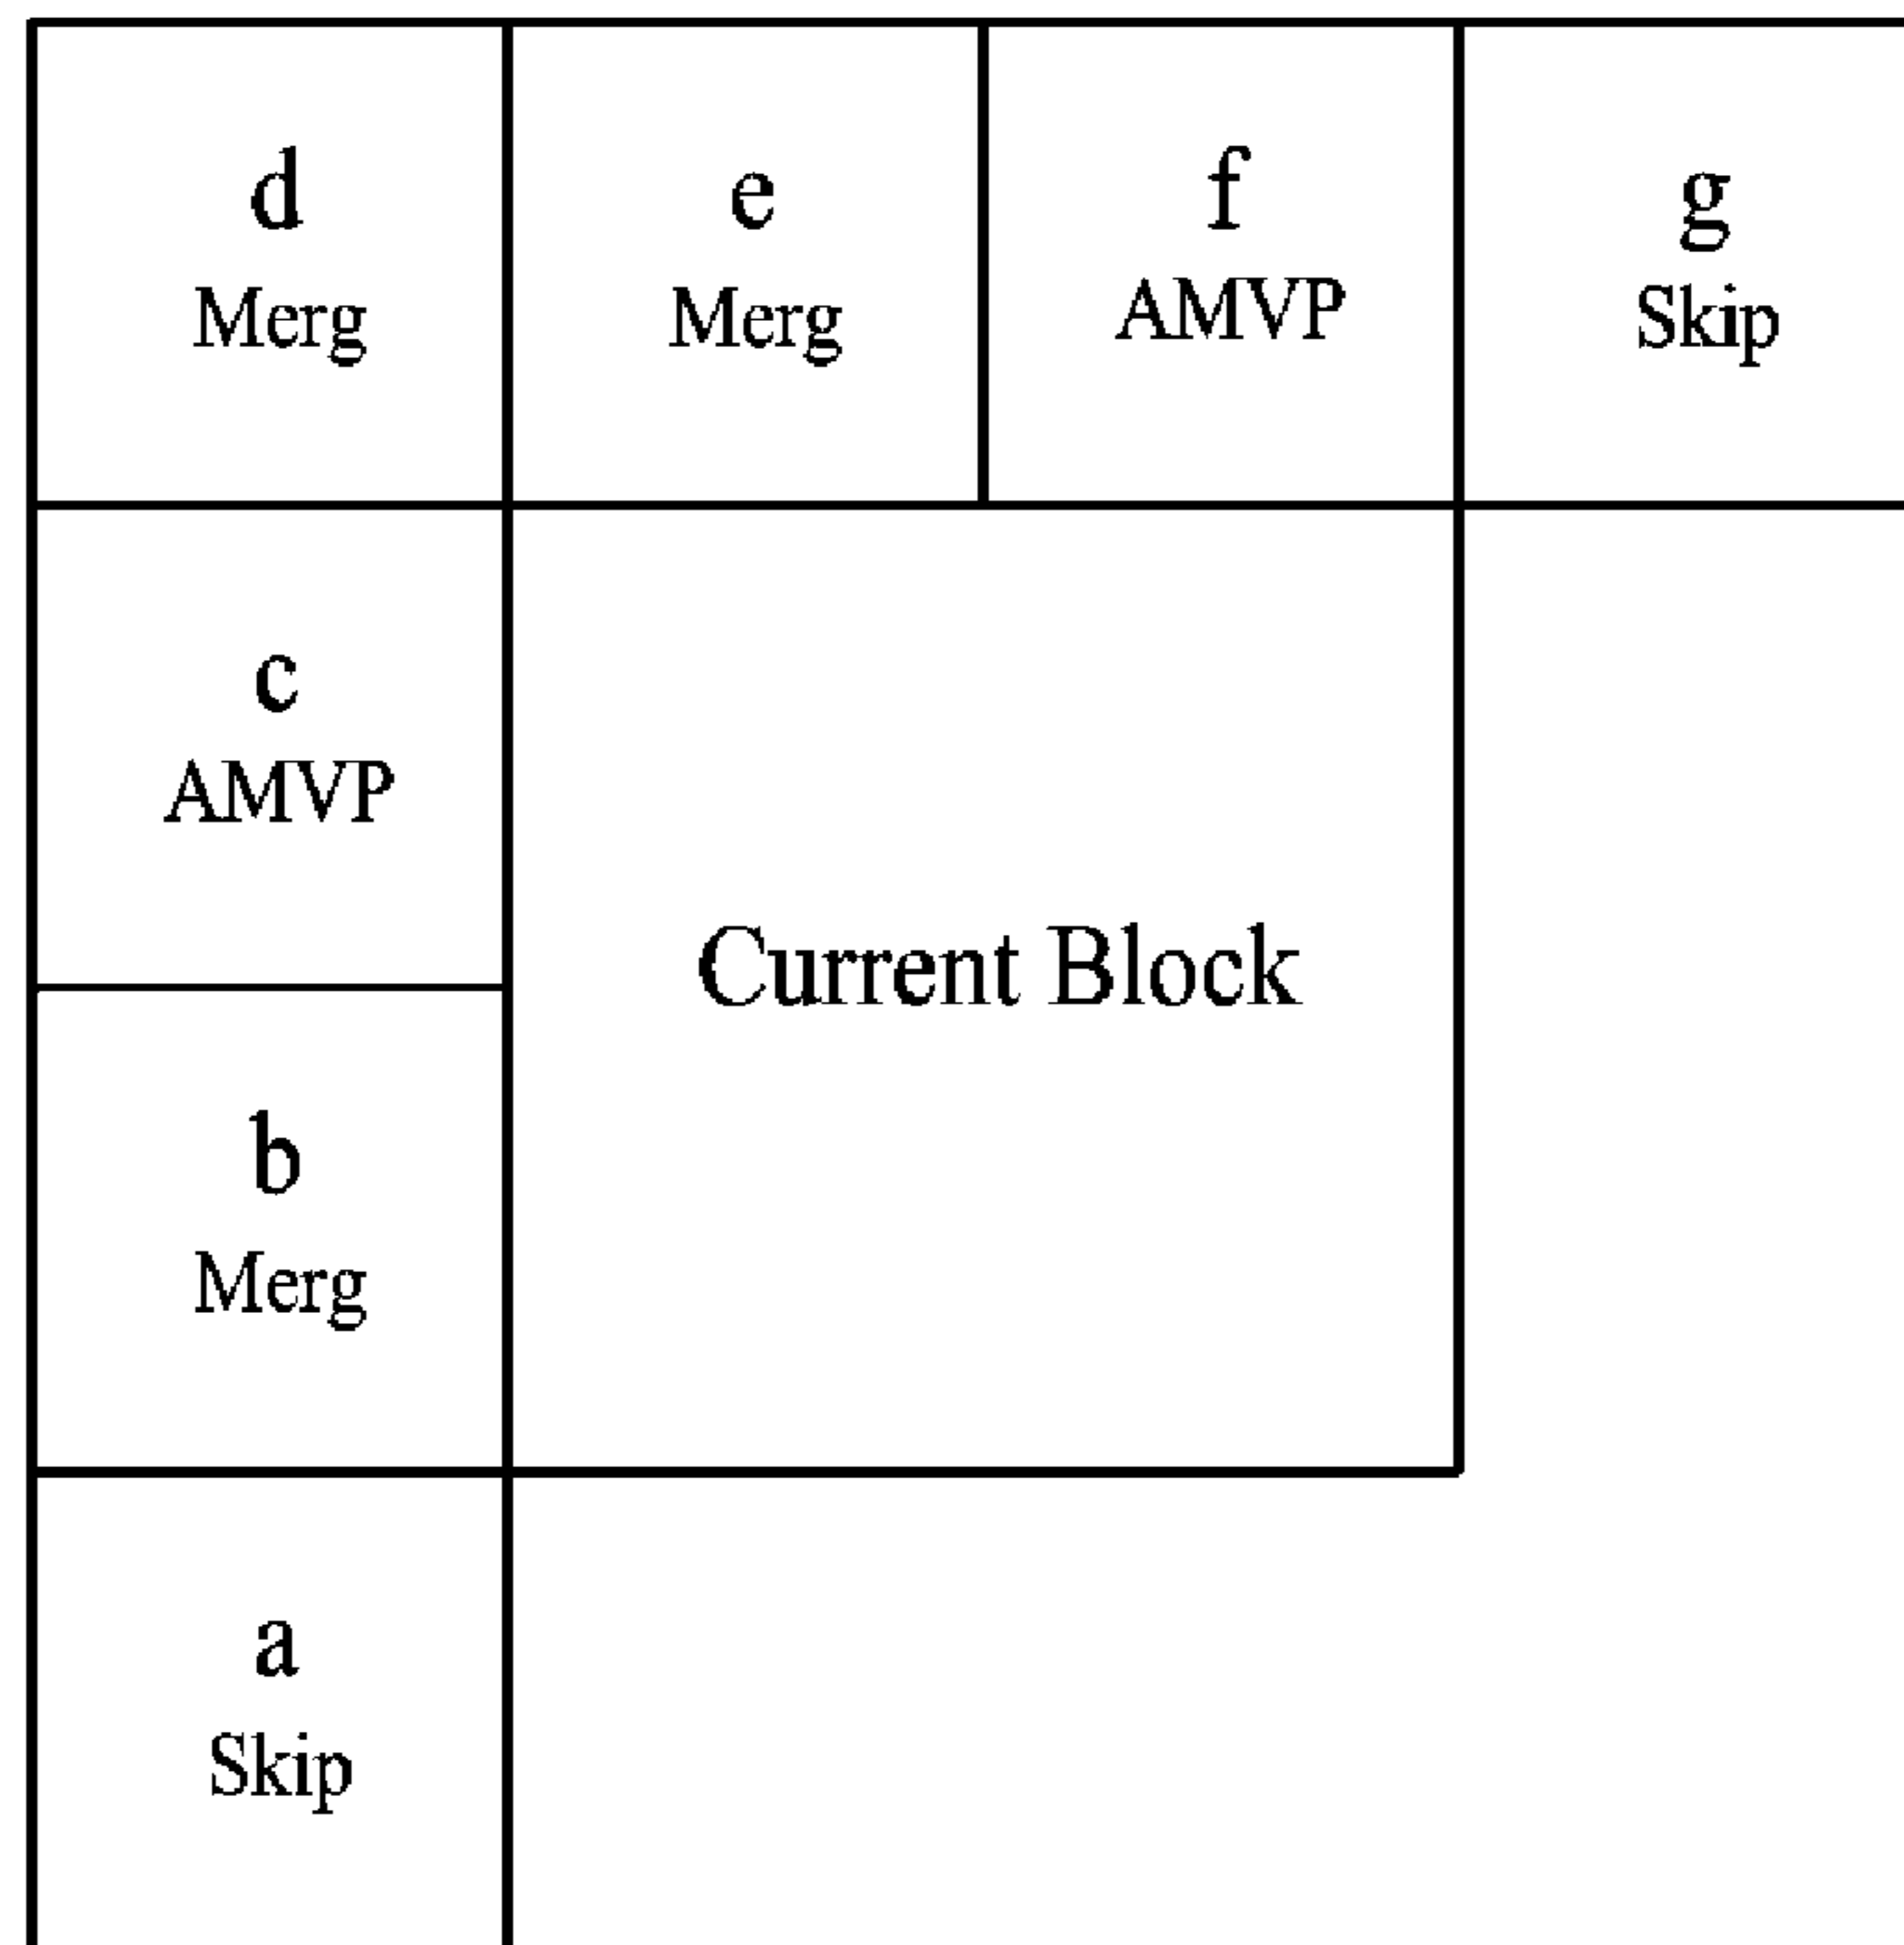 d
Merg
e
Merg
f
AMVP
g
Skip
c
AMVP
Current Block
b
Merg
a
Skip